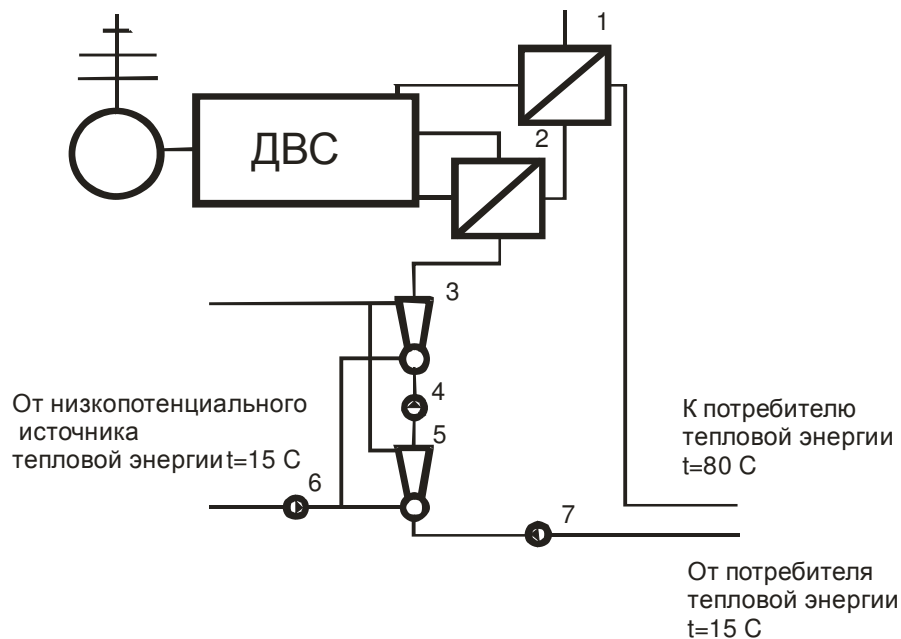 1
2
ДВС
3
4
От низкопотенциального
источника
тепловой энергии t=15 С
5
6
К потребителю
тепловой энергии
t=80 С
7
От потребителя
тепловой энергии
t=15 С